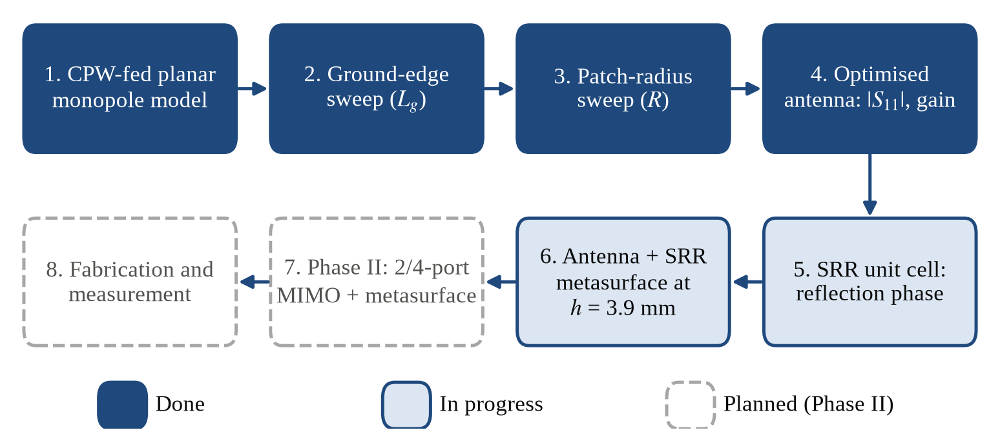 1. CPW-fed planar
monopole model
2. Ground-edge
sweep (L_g)
3. Patch-radius
sweep (R)
4. Optimised
antenna: |S_11|, gain
8. Fabrication and
measurement
7. Phase II: 2/4-port
MIMO + metasurface
6. Antenna + SRR
metasurface at
h = 3.9 mm
5. SRR unit cell:
reflection phase
Done
In progress
Planned (Phase II)